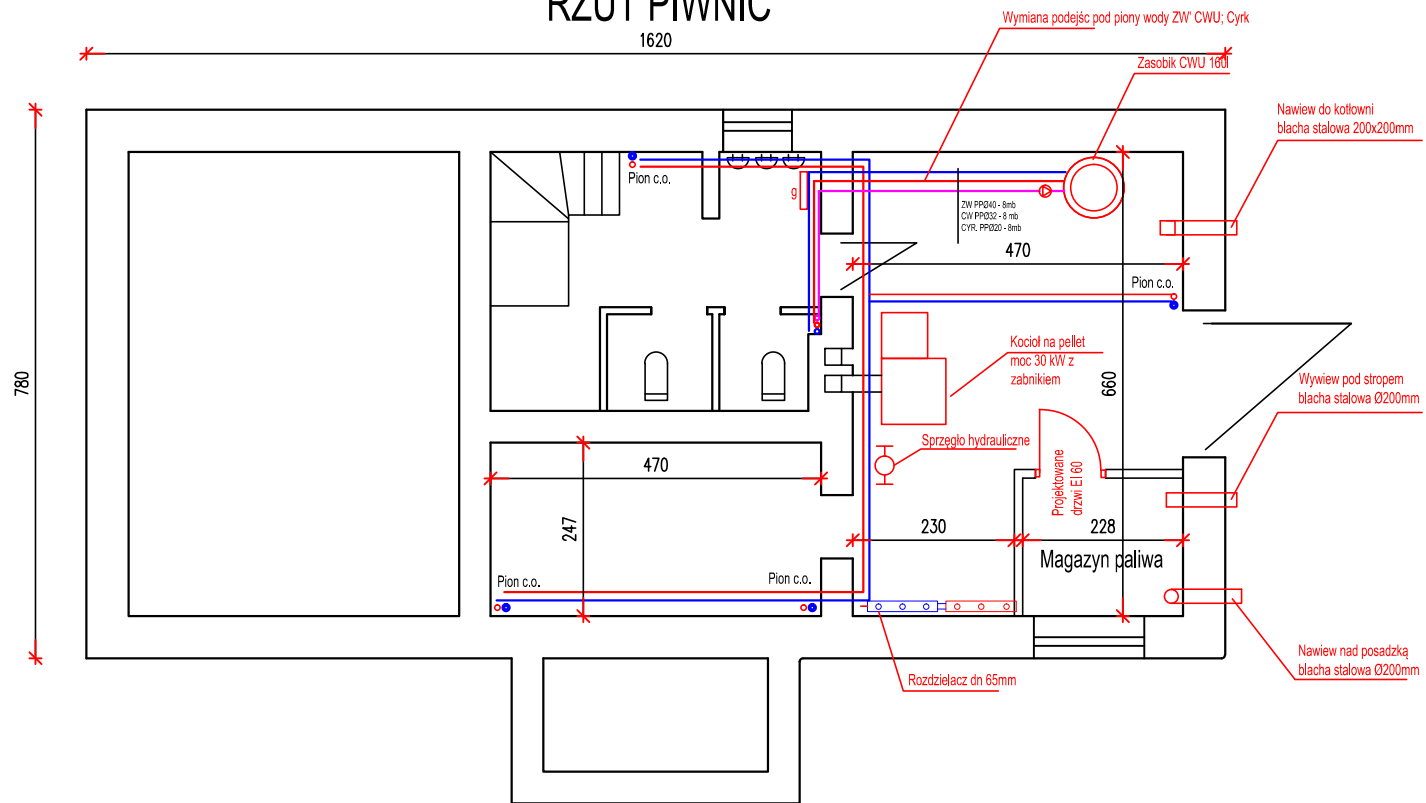 RZUT PIWNIC
Wymiana podejśc pod piony wody ZW' CWU; Cyrk
1620
Zasobik CWU 160l
Nawiew do kotłowni
blacha stalowa 200x200mm
Pion c.o.
g
ZW PPØ40 - 8mb
CW PPØ32 - 8 mb
CYR. PPØ20 - 8mb
470
Pion c.o.
Kocioł na pellet
moc 30 kW z
zabnikiem
780
660
Wywiew pod stropem
blacha stalowa Ø200mm
Sprzęgło hydrauliczne
470
Projektowane
drzwi EI 60
247
230
228
Magazyn paliwa
Pion c.o.
Pion c.o.
Nawiew nad posadzką
blacha stalowa Ø200mm
Rozdzielacz dn 65mm